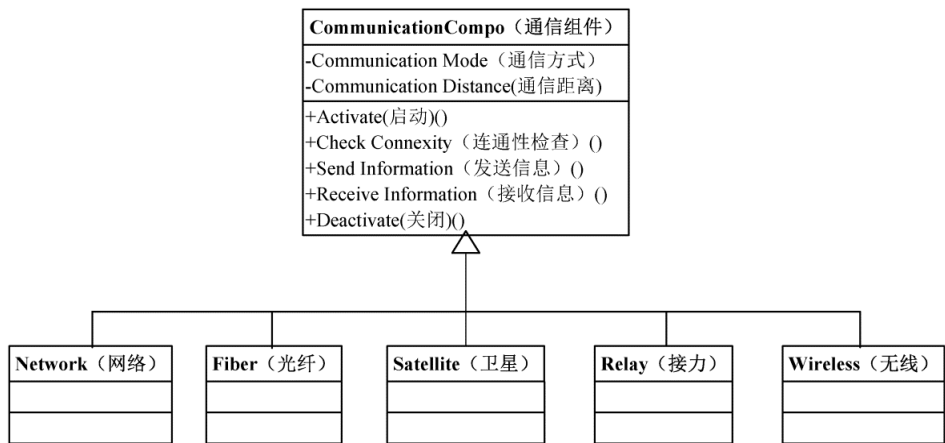 CommunicationCompo（通信组件）
-Communication Mode（通信方式）
-Communication Distance(通信距离)
+Activate(启动)()
+Check Connexity（连通性检查）()
+Send Information（发送信息）()
+Receive Information（接收信息）()
+Deactivate(关闭)()
Network（网络）
Fiber（光纤）
Satellite（卫星）
Relay（接力）
Wireless（无线）